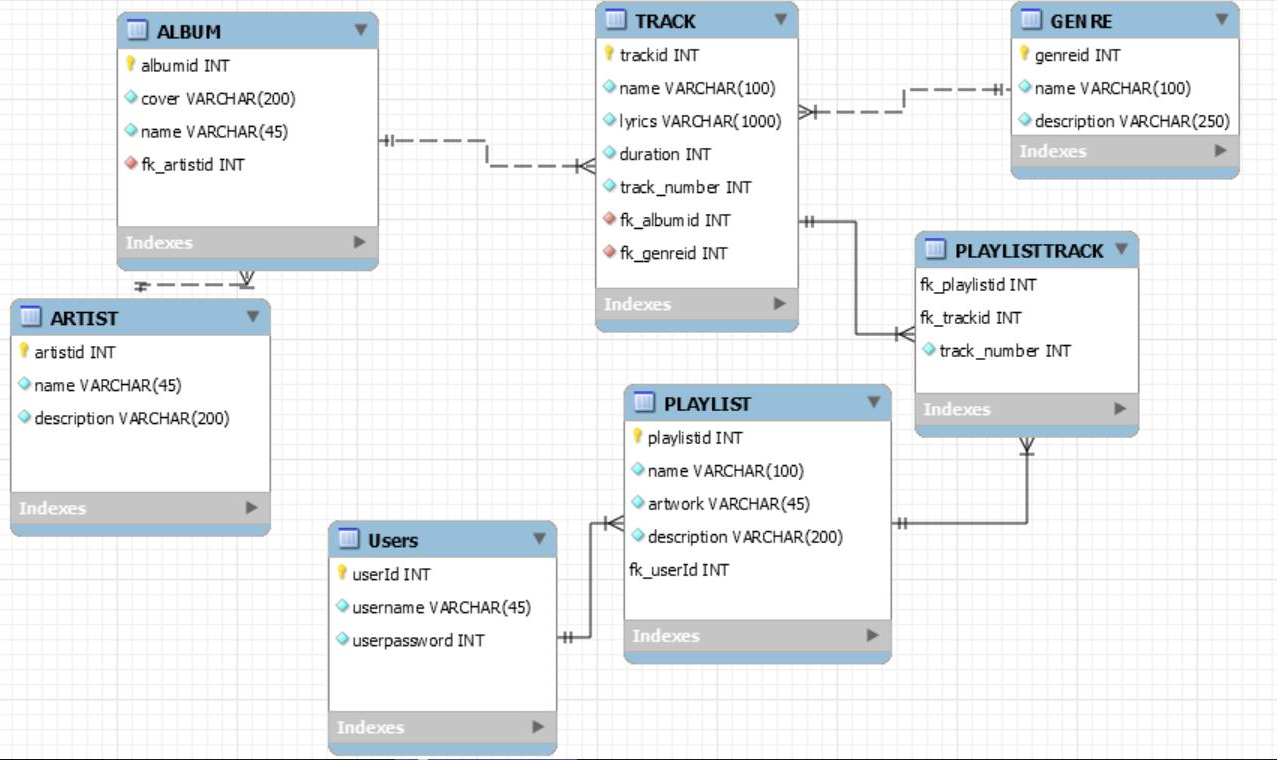 ALBUM
albumid INT
cover VARCHAR(200)
name VARCHAR(45)
fk_artistid INT
Indexes
TRACK
trackid INT
name VARCHAR(100)
lyrics VARCHAR(1000)
duration INT
track_number INT
fk_albumid INT
fk_genreid INT
Indexes
GENRE
genreid INT
name VARCHAR(100)
description VARCHAR(250)
Indexes
PLAYLISTTRACK
fk_playlistid INT
fk_trackid INT
track_number INT
Indexes
ARTIST
artistid INT
name VARCHAR(45)
description VARCHAR(200)
Indexes
PLAYLIST
playlistid INT
name VARCHAR(100)
artwork VARCHAR(45)
description VARCHAR(200)
fk_userId INT
Indexes
Users
userId INT
username VARCHAR(45)
userpassword INT
Indexes